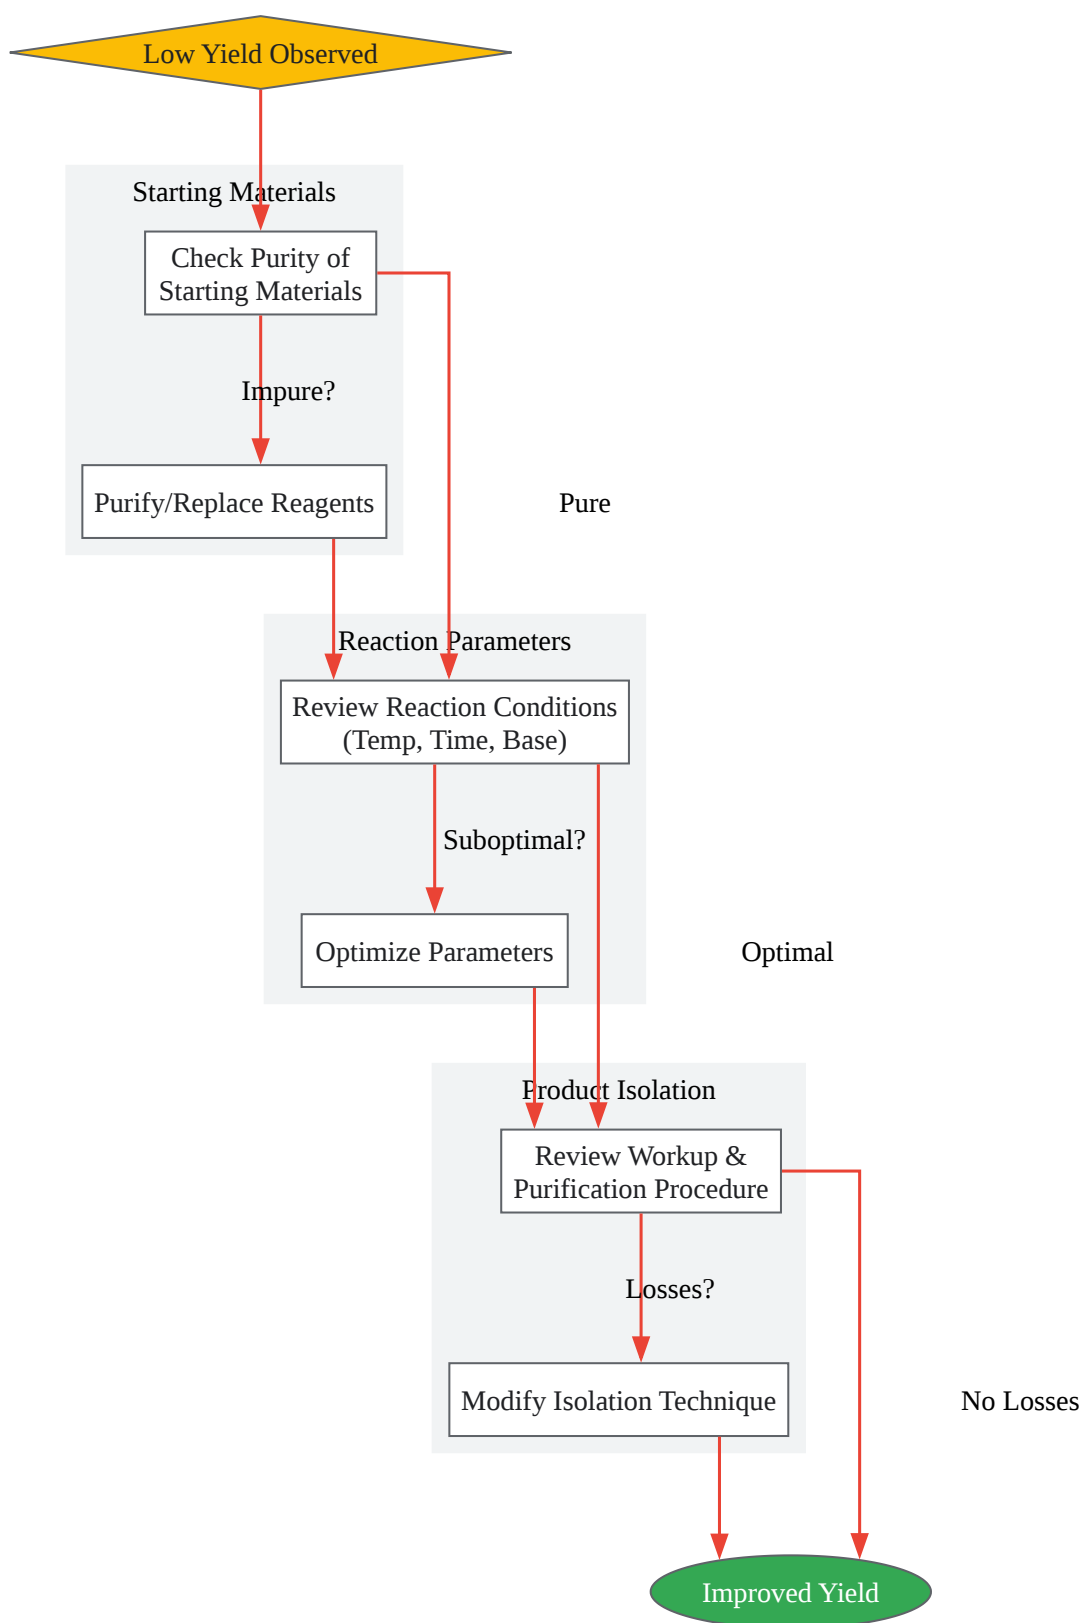 Low Yield Observed
Starting Materials
Check Purity of
Starting Materials
Impure?
Purify/Replace Reagents
Pure
Reaction Parameters
Review Reaction Conditions
(Temp, Time, Base)
Suboptimal?
Optimize Parameters
Optimal
Product Isolation
Review Workup &
Purification Procedure
Losses?
Modify Isolation Technique
No Losses
Improved Yield